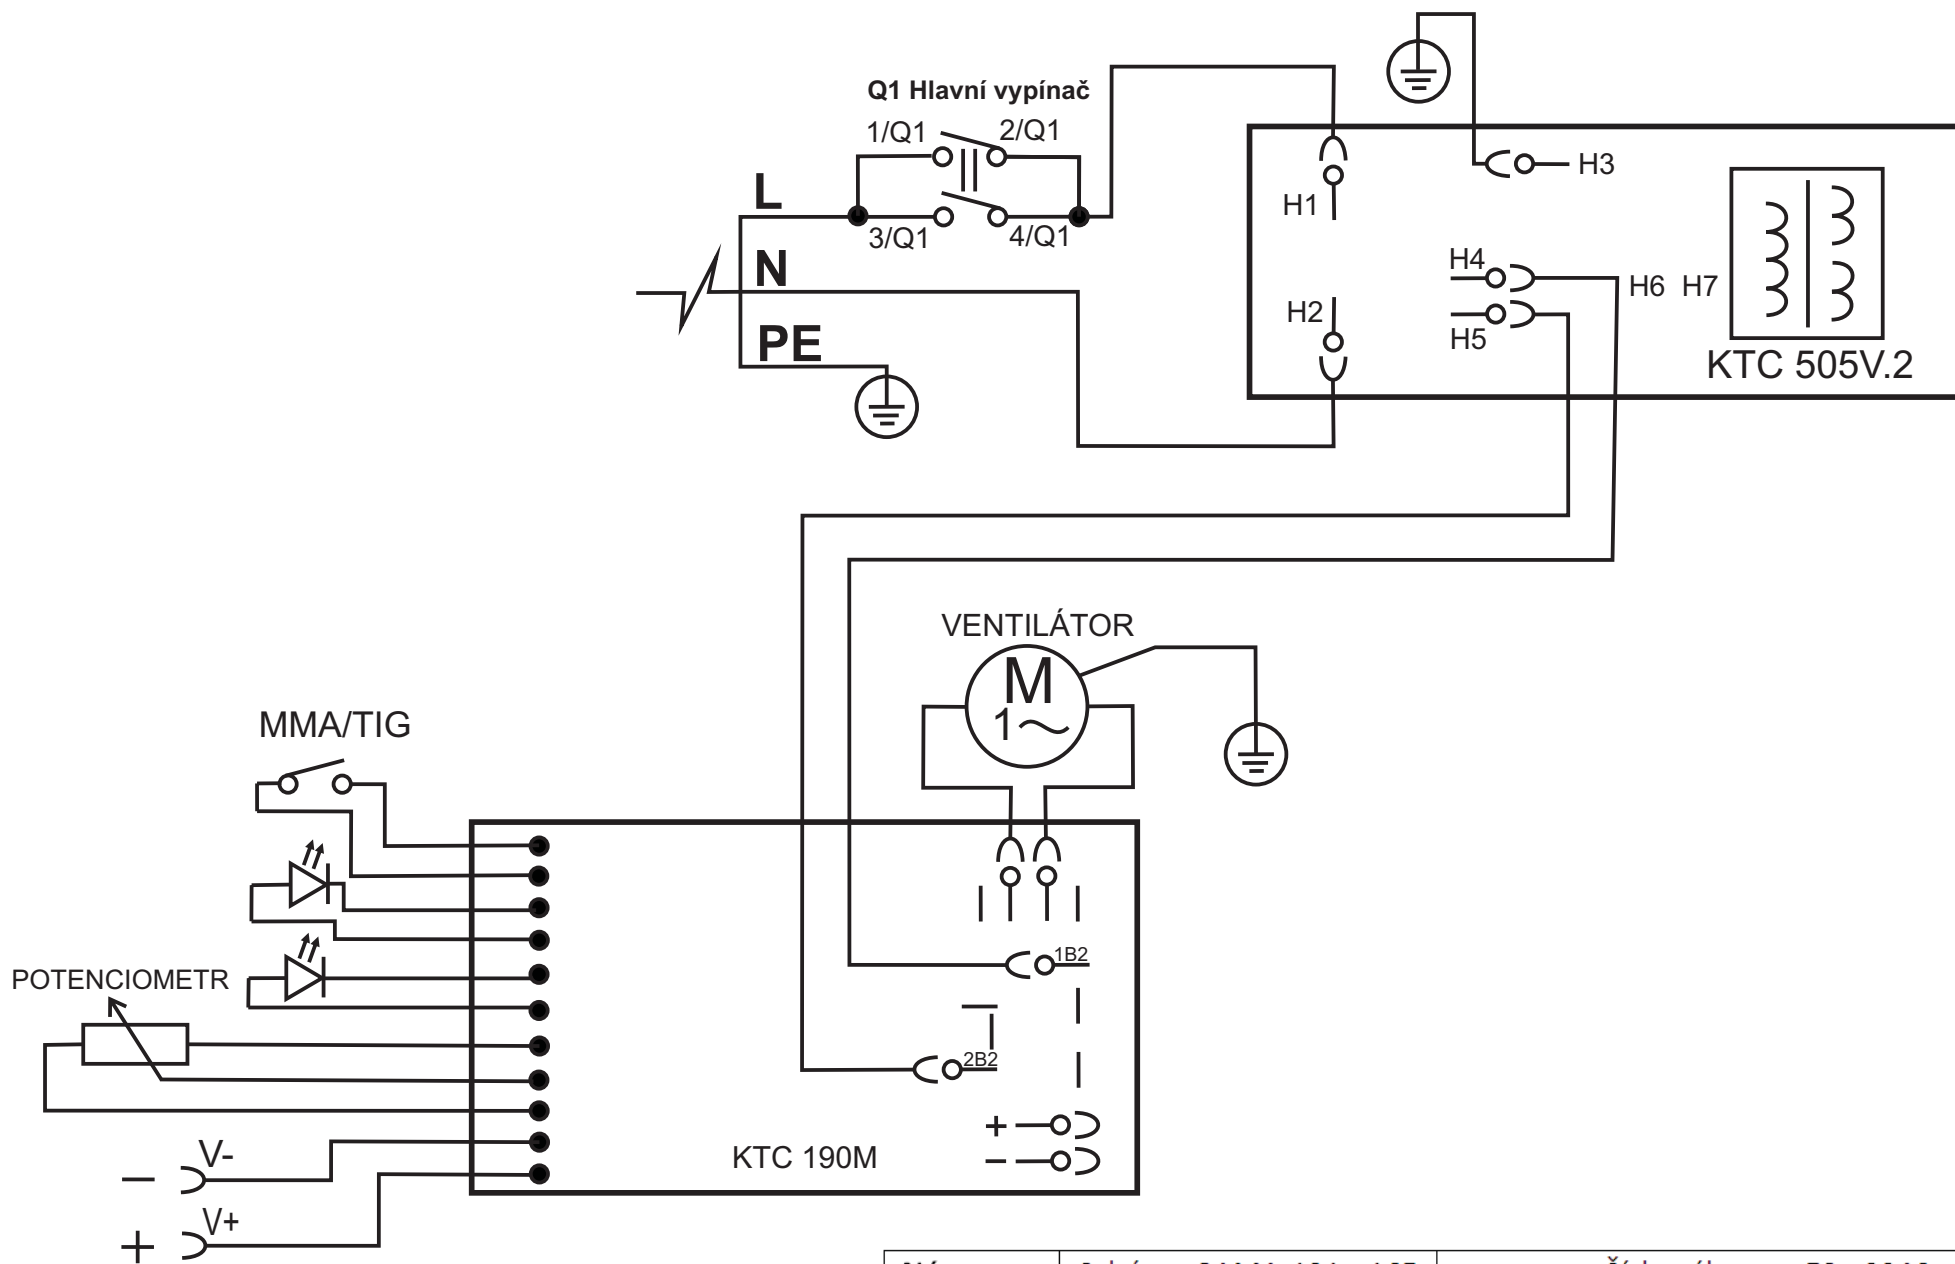 Q1 Hlavní vypínač
1/Q1
2/Q1
L
3/Q1
4/Q1
N
PE
H1
H2
H3
H4
H5
H6 H7
KTC 505V.2
VENTILÁTOR
M
1~
MMA/TIG
POTENCIOMETR
1B2
2B2
+
−
KTC 190M
− V-
+ V+